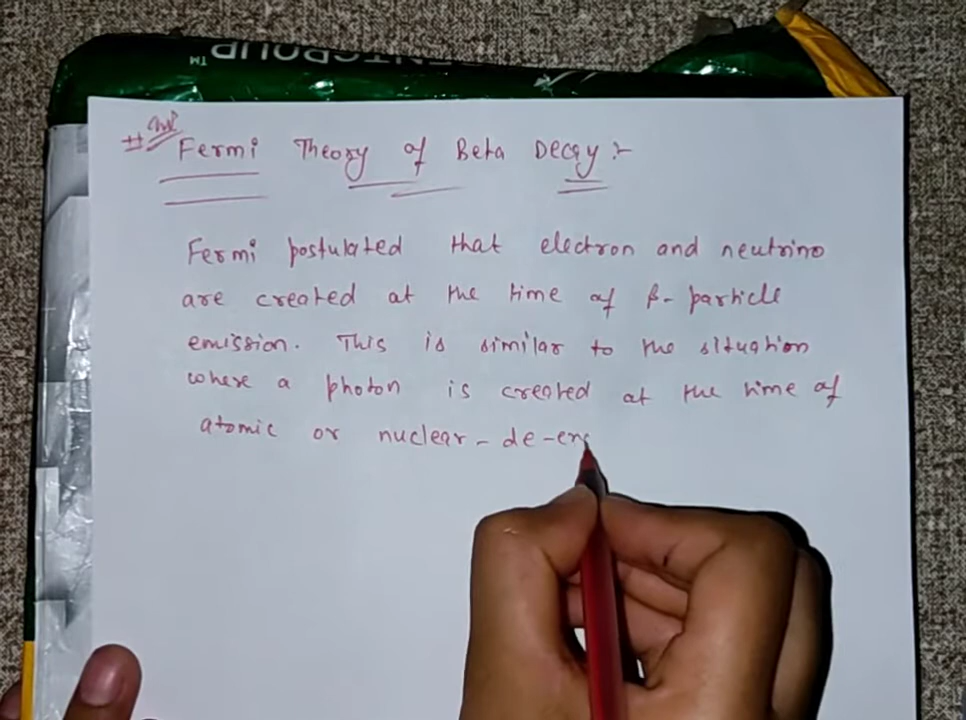 Fermi Theory of Beta Decay :-
Fermi postulated that electron and neutrino
are created at the time of β- particle
emission. This is similar to the situation
where a photon is created at the time of
atomic or nuclear - de-en